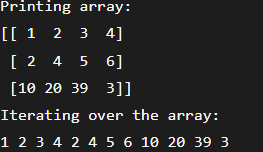 Printing array:
[[ 1  2  3  4]
 [ 2  4  5  6]
 [10 20 39  3]]
Iterating over the array:
1 2 3 4 2 4 5 6 10 20 39 3